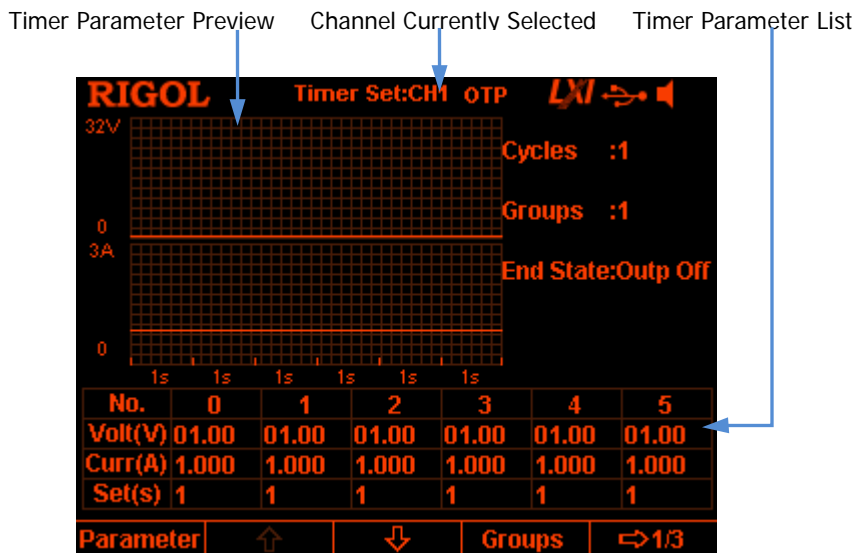 Timer Parameter Preview Channel Currently Selected Timer Parameter List
RIGOL Timer Set:CH1 OTP LXI
32V
0
Cycles :1
Groups :1
3A
0
End State:Outp Off
1s 1s 1s 1s 1s 1s
No. 0 1 2 3 4 5
Volt(V) 01.00 01.00 01.00 01.00 01.00 01.00
Curr(A) 1.000 1.000 1.000 1.000 1.000 1.000
Set(s) 1 1 1 1 1 1
Parameter Groups 1/3